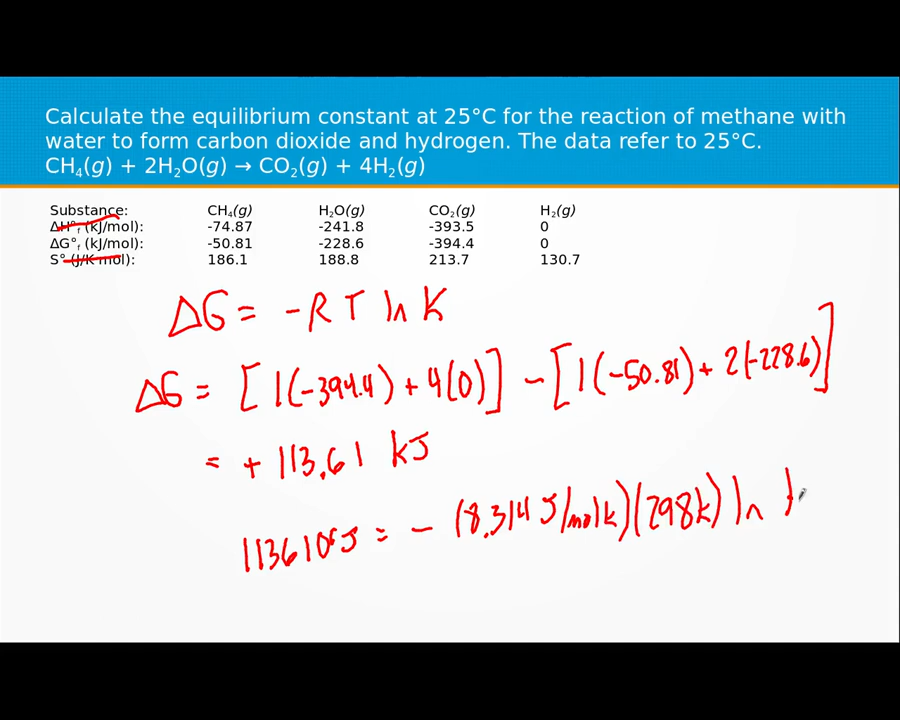 Calculate the equilibrium constant at 25°C for the reaction of methane with
water to form carbon dioxide and hydrogen. The data refer to 25°C.
CH₄(g) + 2H₂O(g) → CO₂(g) + 4H₂(g)
Substance: CH₄(g) H₂O(g) CO₂(g) H₂(g)
ΔH°f (kJ/mol): -74.87 -241.8 -393.5 0
ΔG°f (kJ/mol): -50.81 -228.6 -394.4 0
S° (J/K·mol): 186.1 188.8 213.7 130.7
ΔG = -RT ln K
ΔG = [1(-394.4) + 4(0)] - [1(-50.81) + 2(-228.6)]
= + 113.61 kJ
113610 J = - (8.314 J/molK)(298K) ln